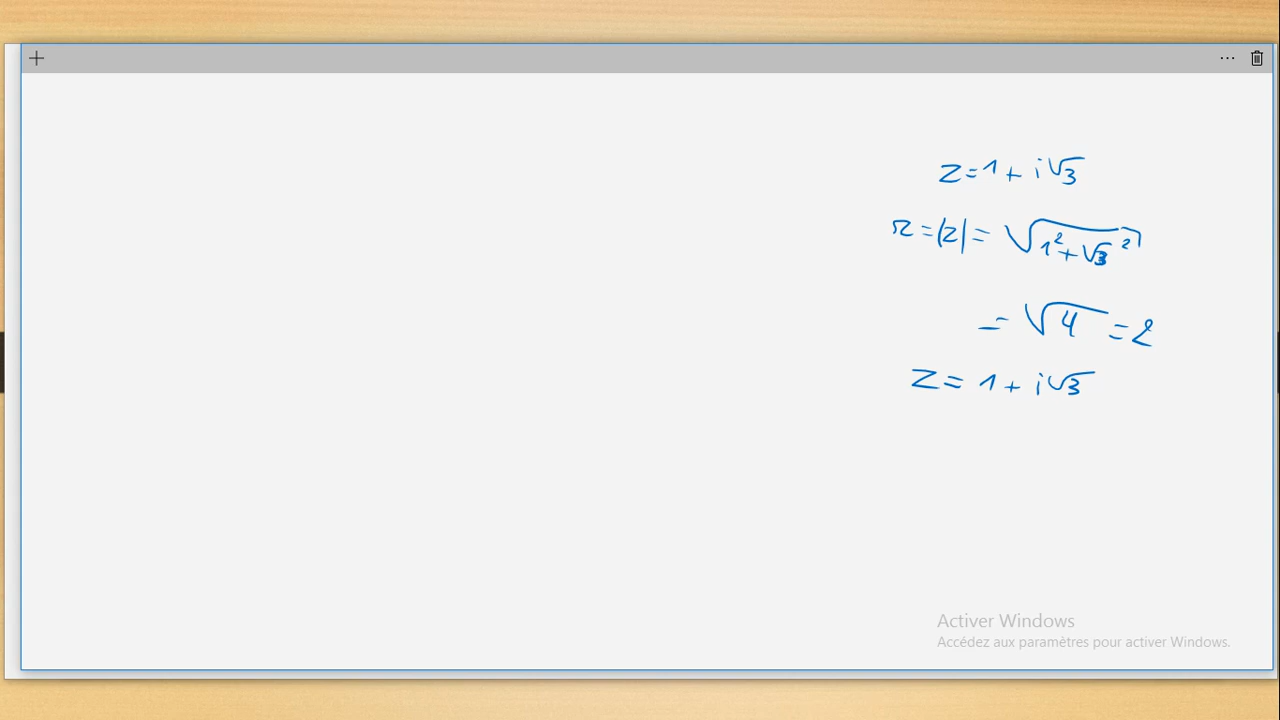 z = 1 + i√3
r = |z| = √(1² + √3²)
= √4 = 2
z = 1 + i√3
Activer Windows
Accédez aux paramètres pour activer Windows.